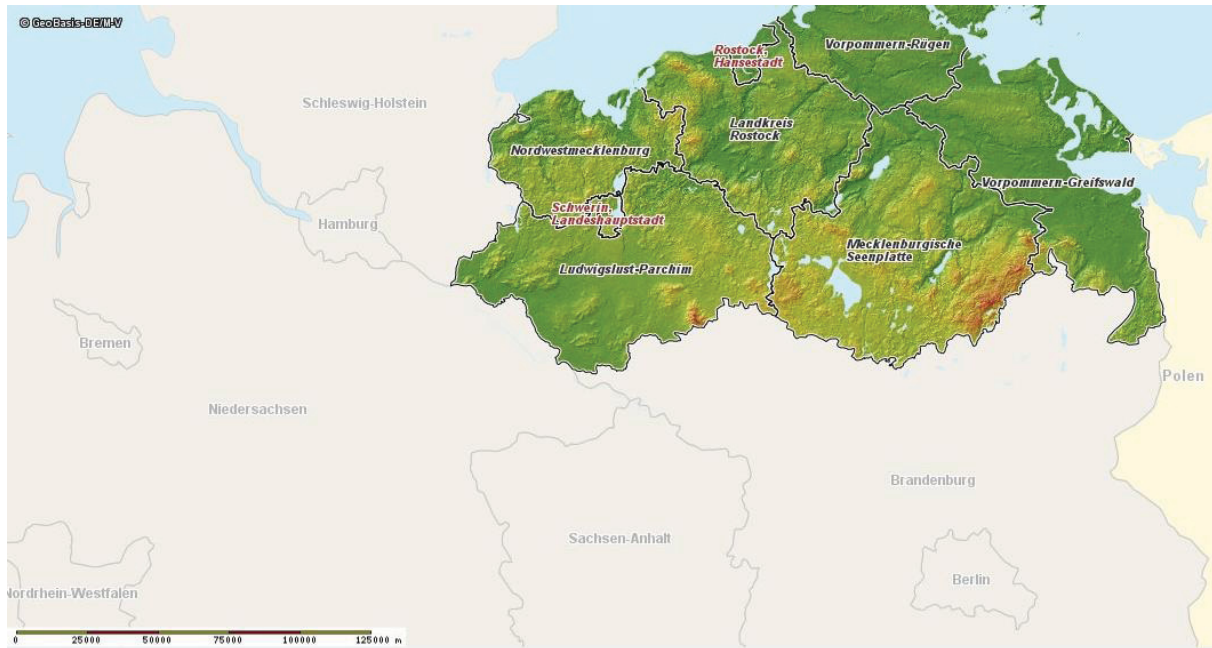 © GeoBasis-DE/M-V
Vorpommern-Rügen
Rostock,
Hansestadt
Schleswig-Holstein
Landkreis
Rostock
Nordwestmecklenburg
Vorpommern-Greifswald
Schwerin,
Landeshauptstadt
Hamburg
Mecklenburgische
Seenplatte
Ludwigslust-Parchim
Bremen
Polen
Niedersachsen
Brandenburg
Sachsen-Anhalt
Berlin
Nordrhein-Westfalen
0 25000 50000 75000 100000 125000 m